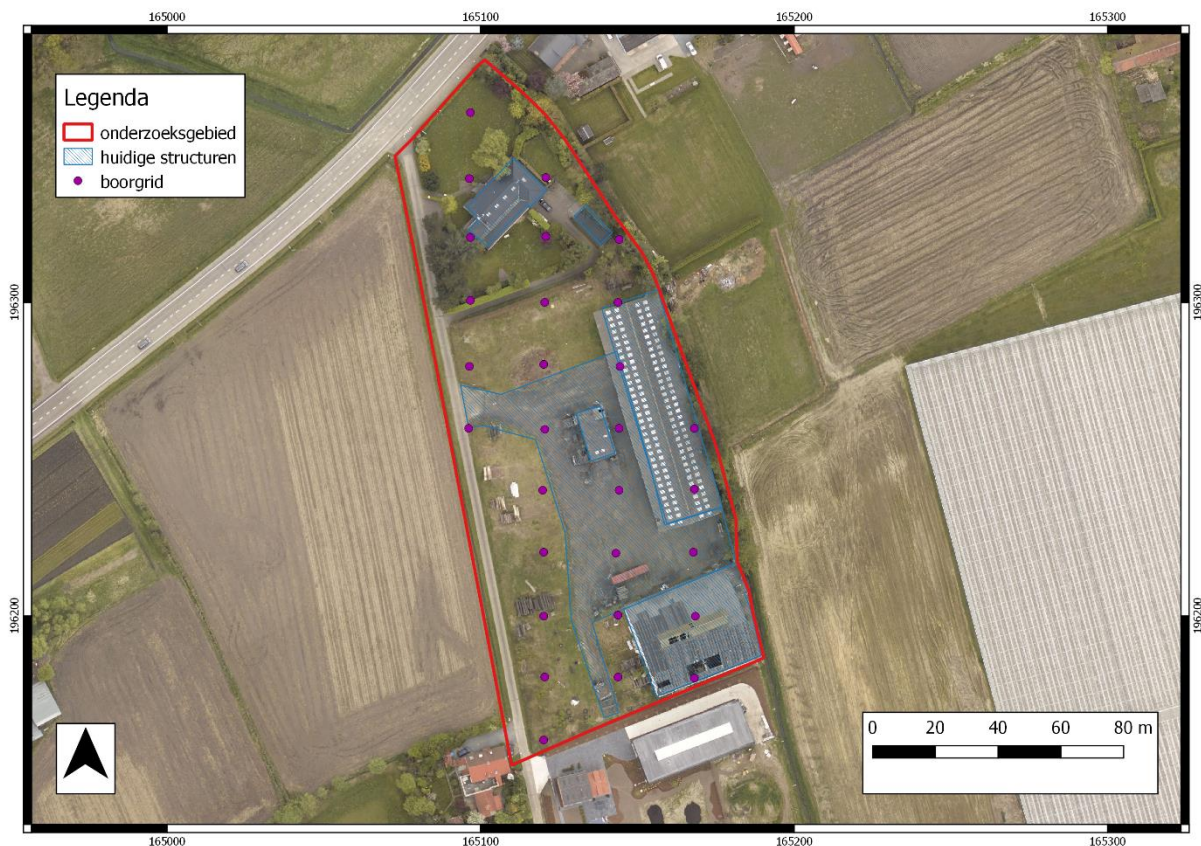 165000 165100 165200 165300
Legenda
onderzoeksgebied
huidige structuren
boorgrid
196300 196300
196200 196200
0 20 40 60 80 m
165000 165100 165200 165300